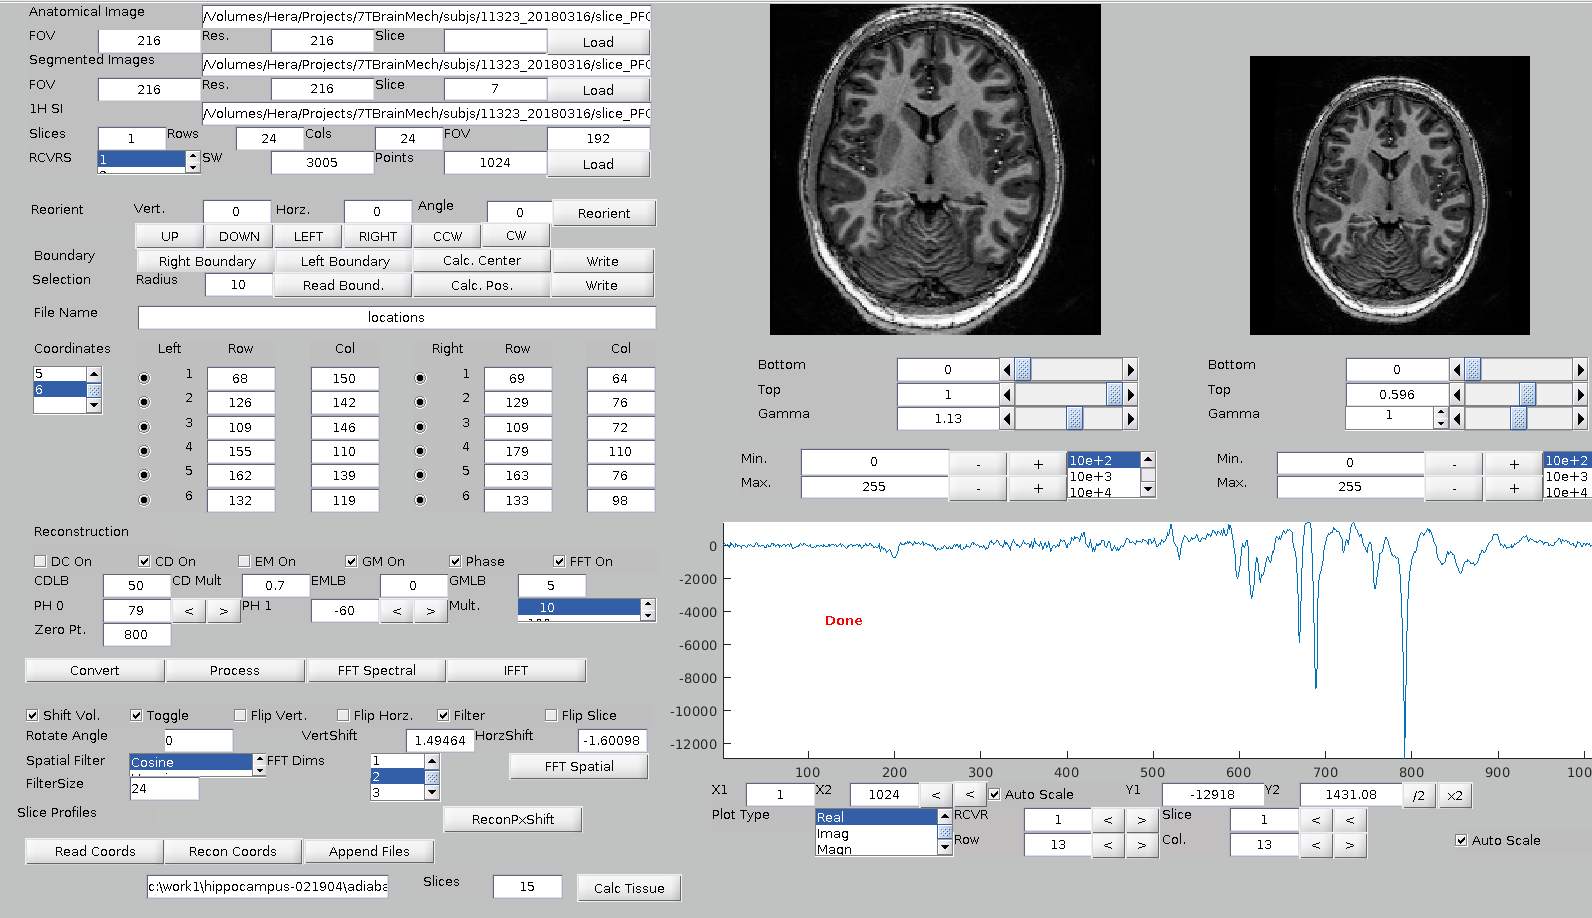 Anatomical Image /Volumes/Hera/Projects/7TBrainMech/subjs/11323_20180316/slice_PFC
FOV 216 Res. 216 Slice Load
Segmented Images /Volumes/Hera/Projects/7TBrainMech/subjs/11323_20180316/slice_PFC
FOV 216 Res. 216 Slice 7 Load
1H SI /Volumes/Hera/Projects/7TBrainMech/subjs/11323_20180316/slice_PFC
Slices 1 Rows 24 Cols 24 FOV 192
RCVRS 1 SW 3005 Points 1024 Load
Reorient Vert. 0 Horz. 0 Angle 0 Reorient
UP DOWN LEFT RIGHT CCW CW
Boundary Right Boundary Left Boundary Calc. Center Write
Selection Radius 10 Read Bound. Calc. Pos. Write
File Name locations
Coordinates Left Row Col Right Row Col
5 1 68 150 1 69 64
6 2 126 142 2 129 76
3 109 146 3 109 72
4 155 110 4 179 110
5 162 139 5 163 76
6 132 119 6 133 98
Reconstruction
DC On CD On EM On GM On Phase FFT On
CDLB 50 CD Mult 0.7 EMLB 0 GMLB 5
PH 0 79 < > PH 1 -60 < > Mult. 10
Zero Pt. 800
Convert Process FFT Spectral IFFT
Shift Vol. Toggle Flip Vert. Flip Horz. Filter Flip Slice
Rotate Angle 0 VertShift 1.49464 HorzShift -1.60098
Spatial Filter Cosine FFT Dims 1 2 3 FFT Spatial
FilterSize 24
Slice Profiles ReconPxShift
Read Coords Recon Coords Append Files
c:\work1\hippocampus-021904\adiaba Slices 15 Calc Tissue
Bottom 0 Bottom 0
Top 1 Top 0.596
Gamma 1.13 Gamma 1
Min. 0 - + 10e+2 Min. 0 - + 10e+2
10e+3 10e+3
Max. 255 - + 10e+4 Max. 255 - + 10e+4
0
-2000
-4000
Done
-6000
-8000
-10000
-12000
100 200 300 400 500 600 700 800 900 100
X1 1 X2 1024 < < Auto Scale Y1 -12918 Y2 1431.08 /2 x2
Plot Type Real RCVR 1 < > Slice 1 < <
Imag
Magn Row 13 < > Col. 13 < < Auto Scale